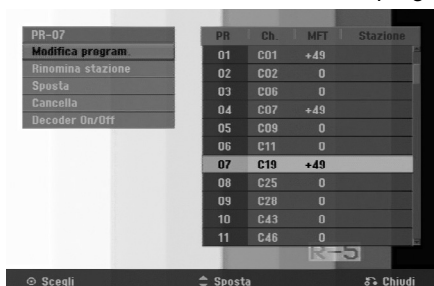 PR-07
Modifica program.
Rinomina stazione
Sposta
Cancella
Decoder On/Off
PR Ch. MFT Stazione
01 C01 +49
02 C02 0
03 C06 0
04 C07 +49
05 C09 0
06 C11 0
07 C19 +49
08 C25 0
09 C28 0
10 C43 0
11 C46 0
R-5
Scegli Sposta Chiudi